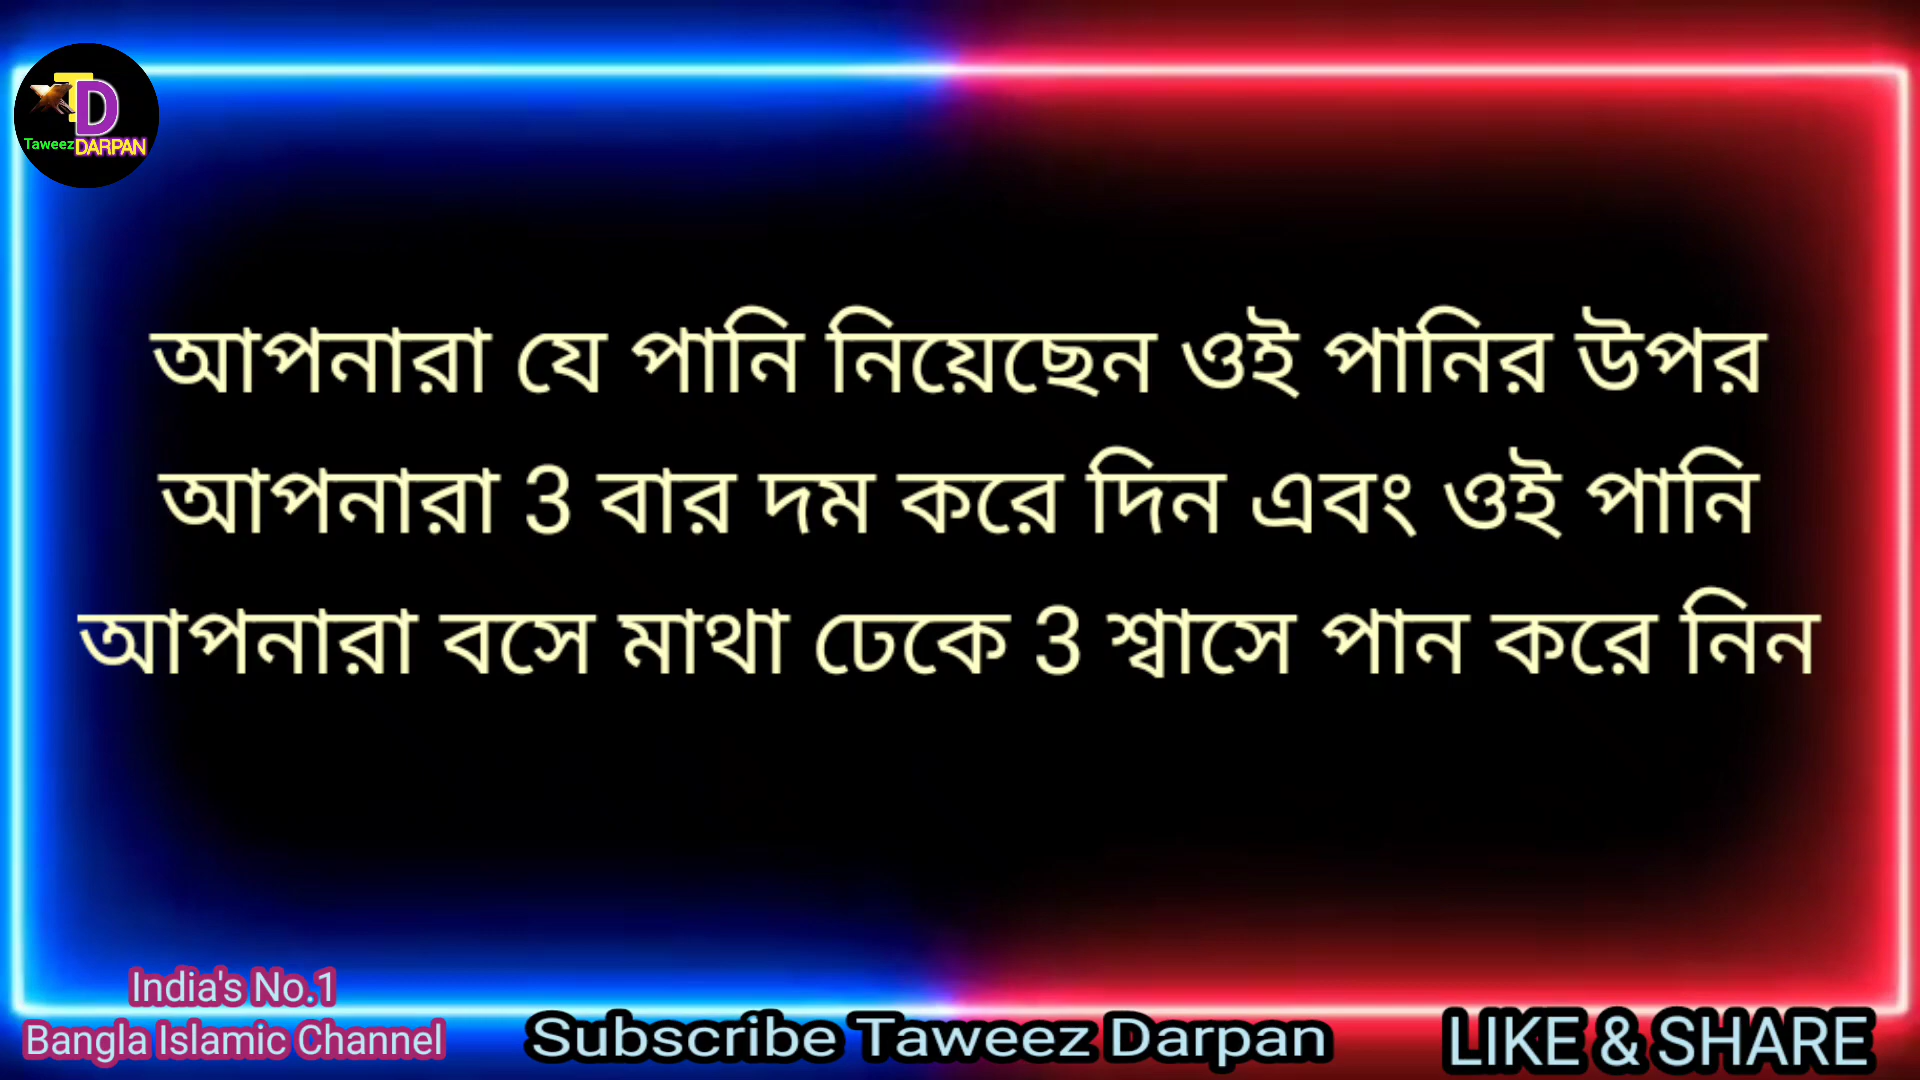 TD
Taweez DARPAN
আপনারা যে পানি নিয়েছেন ওই পানির উপর
আপনারা 3 বার দম করে দিন এবং ওই পানি
আপনারা বসে মাথা ঢেকে 3 শ্বাসে পান করে নিন
India's No.1
Bangla Islamic Channel
Subscribe Taweez Darpan
LIKE & SHARE